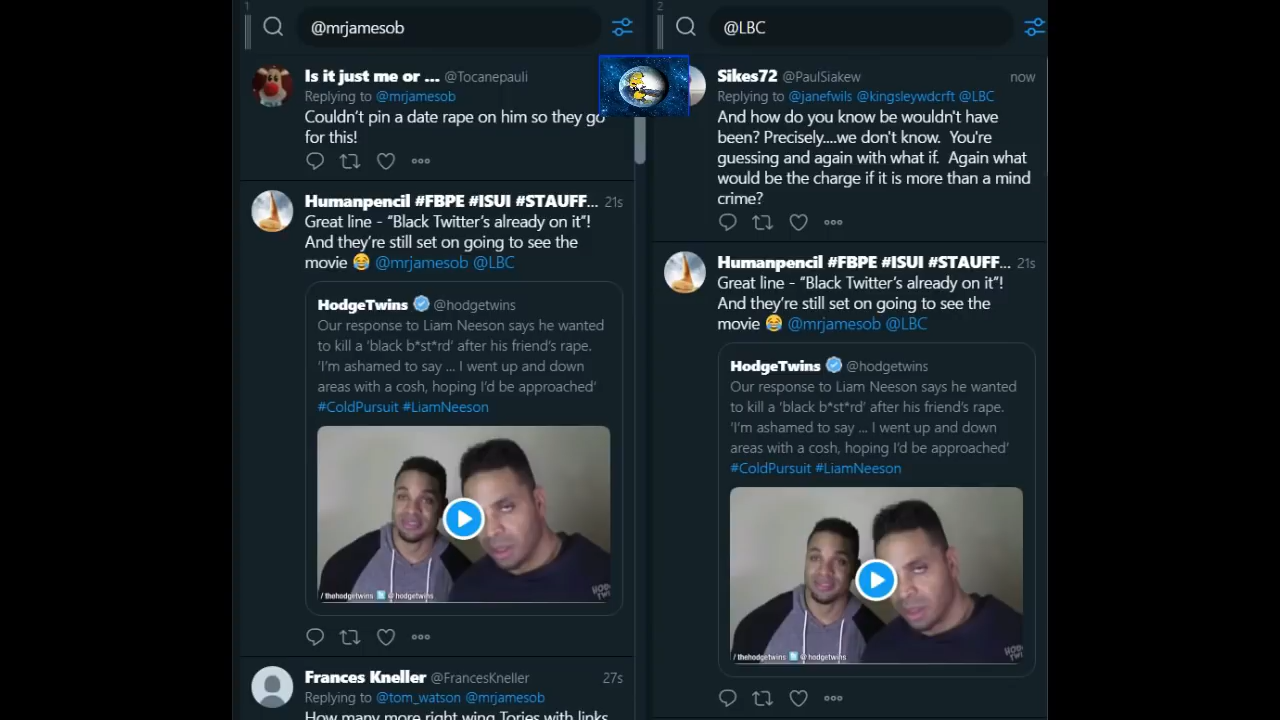 1
@mrjamesob
Is it just me or ... @Tocanepauli
Replying to @mrjamesob
Couldn't pin a date rape on him so they go
for this!
Humanpencil #FBPE #ISUI #STAUFF... 21s
Great line - “Black Twitter’s already on it”!
And they’re still set on going to see the
movie 😂 @mrjamesob @LBC
HodgeTwins @hodgetwins
Our response to Liam Neeson says he wanted
to kill a ‘black b*st*rd’ after his friend’s rape.
‘I’m ashamed to say ... I went up and down
areas with a cosh, hoping I’d be approached’
#ColdPursuit #LiamNeeson
/thehodgetwins @hodgetwins
HODG
TWI
Frances Kneller @FrancesKneller 27s
Replying to @tom_watson @mrjamesob
How many more right wing Tories with links
2
@LBC
Sikes72 @PaulSiakew now
Replying to @janefwils @kingsleywdcrft @LBC
And how do you know be wouldn't have
been? Precisely....we don't know. You're
guessing and again with what if. Again what
would be the charge if it is more than a mind
crime?
Humanpencil #FBPE #ISUI #STAUFF... 21s
Great line - “Black Twitter’s already on it”!
And they’re still set on going to see the
movie 😂 @mrjamesob @LBC
HodgeTwins @hodgetwins
Our response to Liam Neeson says he wanted
to kill a ‘black b*st*rd’ after his friend’s rape.
‘I’m ashamed to say ... I went up and down
areas with a cosh, hoping I’d be approached’
#ColdPursuit #LiamNeeson
/thehodgetwins @hodgetwins
HODG
TWI